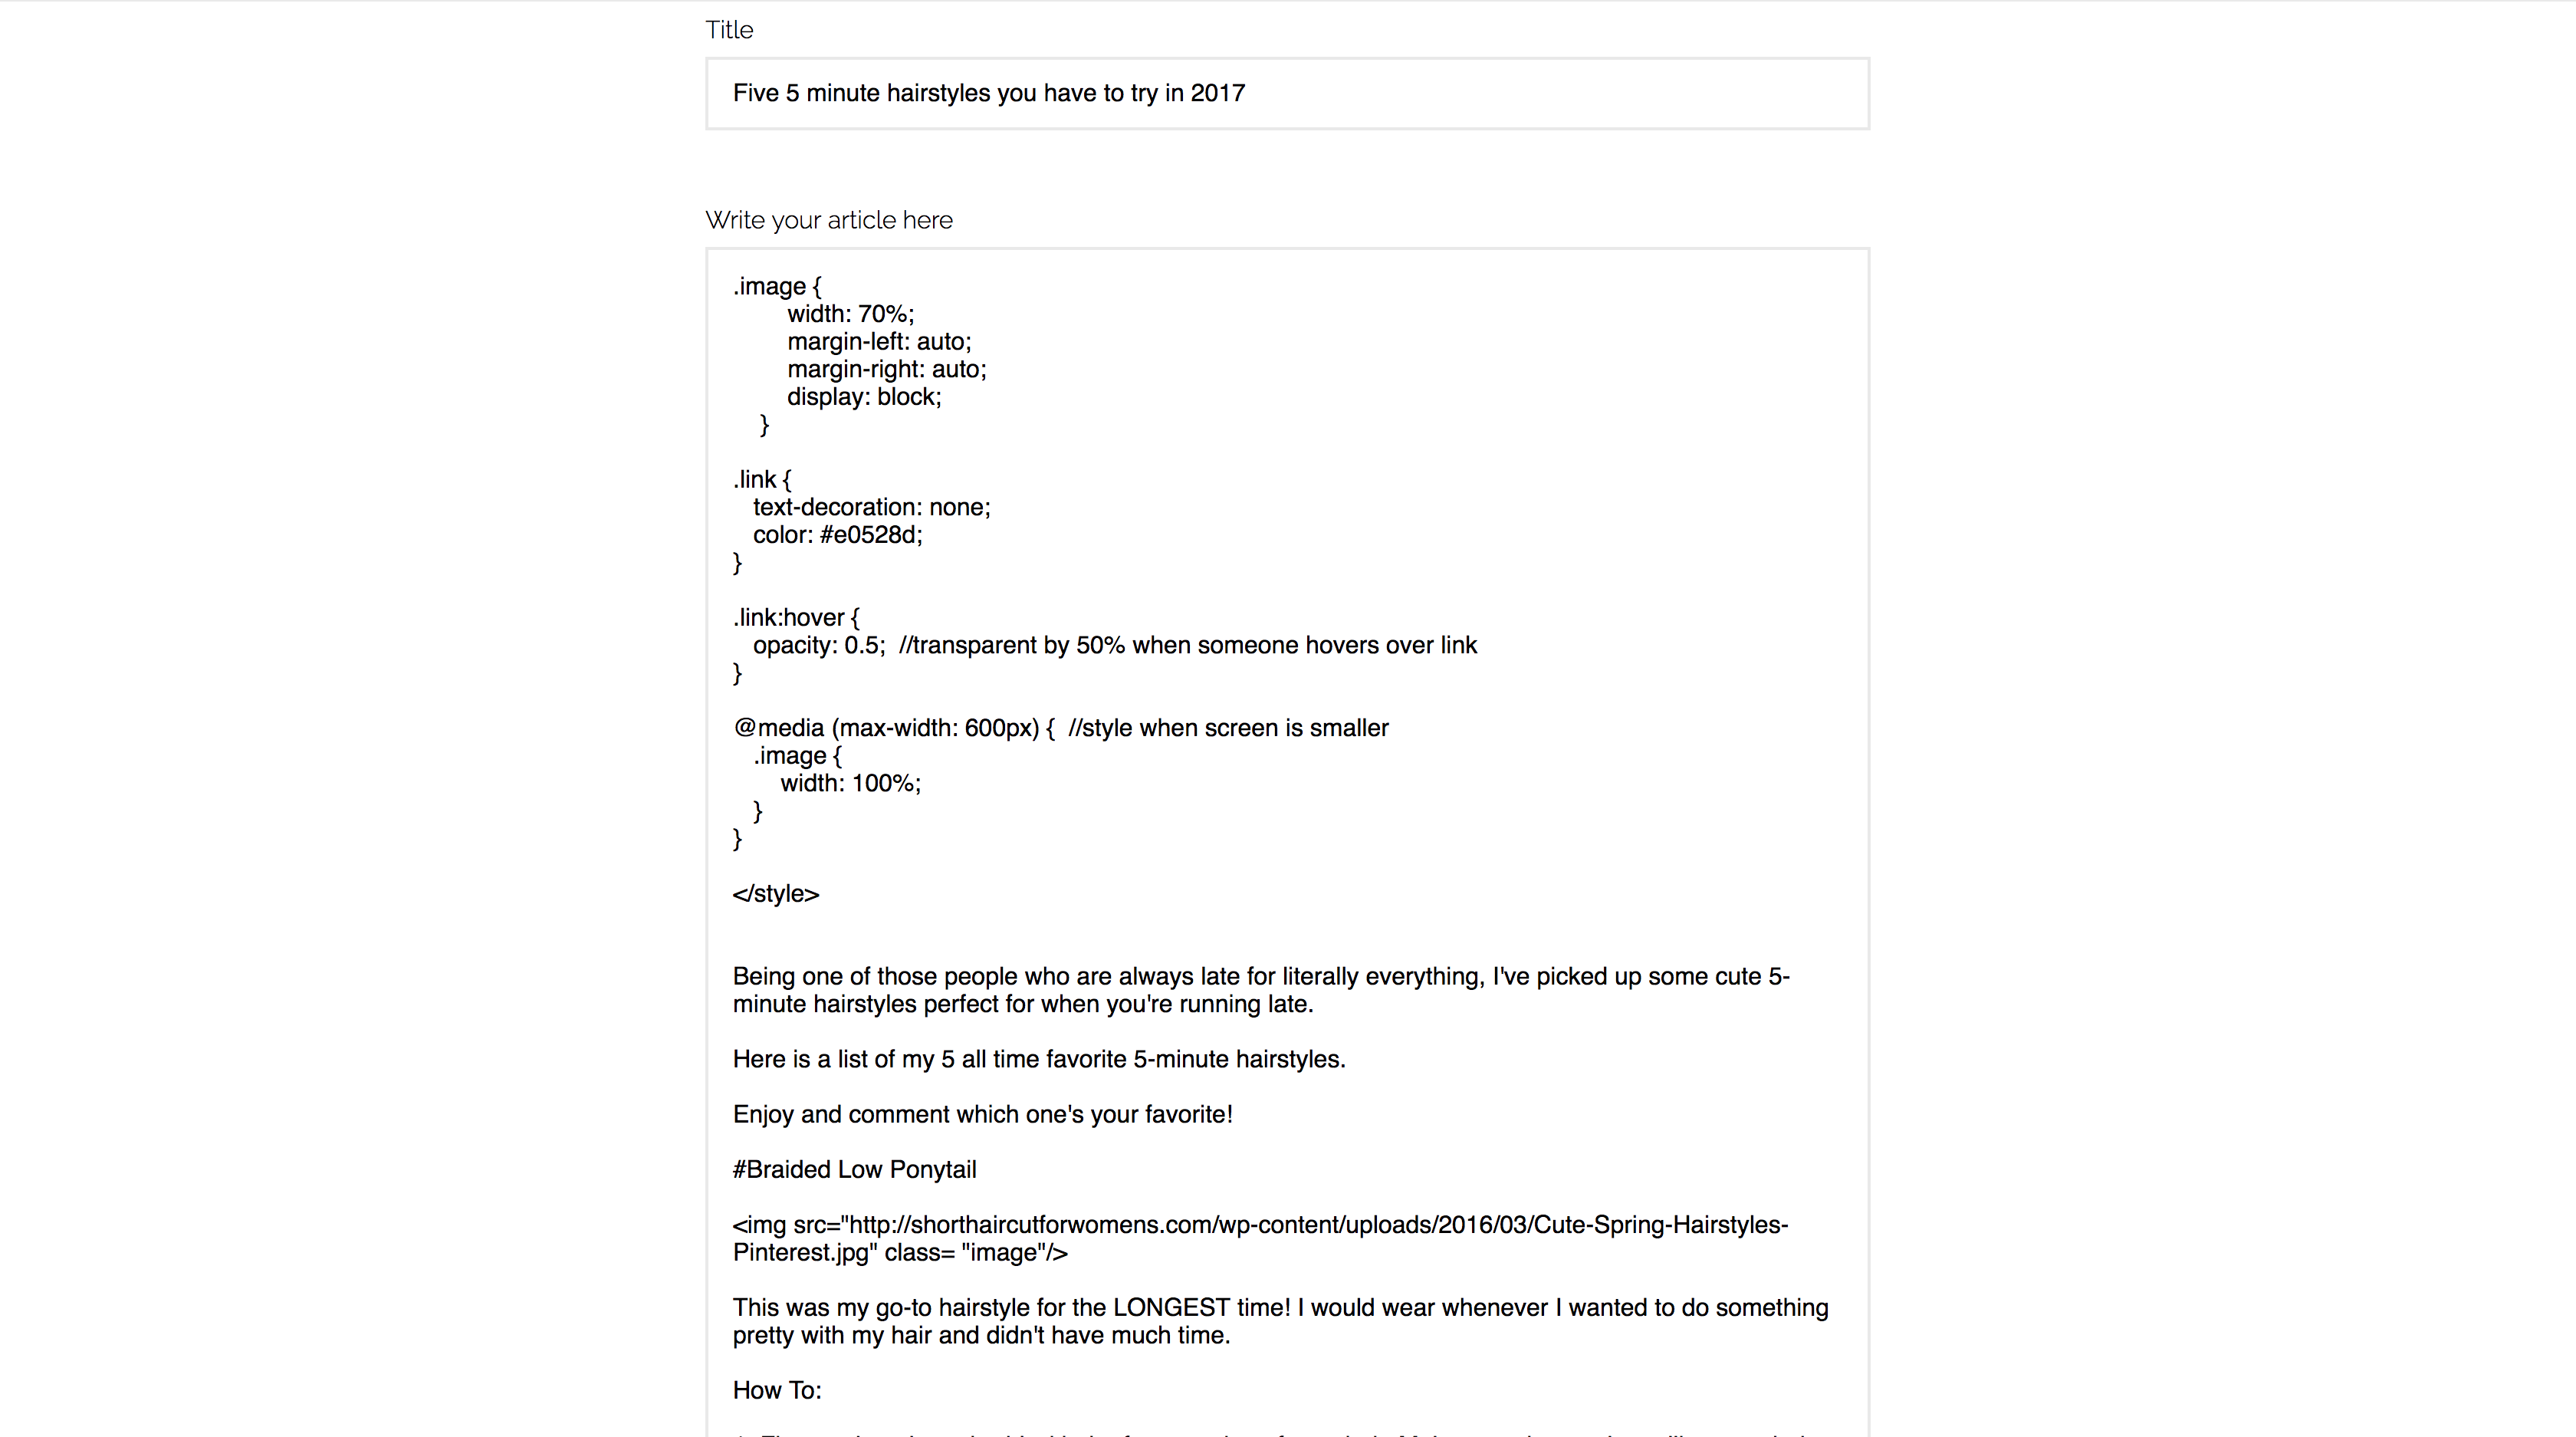 Title
Five 5 minute hairstyles you have to try in 2017
Write your article here
.image {
width: 70%;
margin-left: auto;
margin-right: auto;
display: block;
}
.link {
text-decoration: none;
color: #e0528d;
}
.link:hover {
opacity: 0.5;  //transparent by 50% when someone hovers over link
}
@media (max-width: 600px) {  //style when screen is smaller
.image {
width: 100%;
}
}
</style>
Being one of those people who are always late for literally everything, I've picked up some cute 5-
minute hairstyles perfect for when you're running late.
Here is a list of my 5 all time favorite 5-minute hairstyles.
Enjoy and comment which one's your favorite!
#Braided Low Ponytail
<img src="http://shorthaircutforwomens.com/wp-content/uploads/2016/03/Cute-Spring-Hairstyles-
Pinterest.jpg" class= "image"/>
This was my go-to hairstyle for the LONGEST time! I would wear whenever I wanted to do something
pretty with my hair and didn't have much time.
How To: